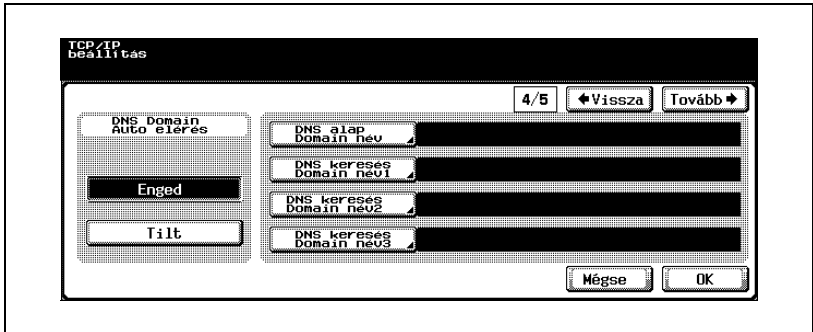 TCP/IP
beállítás
4/5
Vissza
Tovább
DNS Domain
Auto elérés
DNS alap
Domain név
DNS keresés
Domain név1
Enged
DNS keresés
Domain név2
Tilt
DNS keresés
Domain név3
Mégse
OK